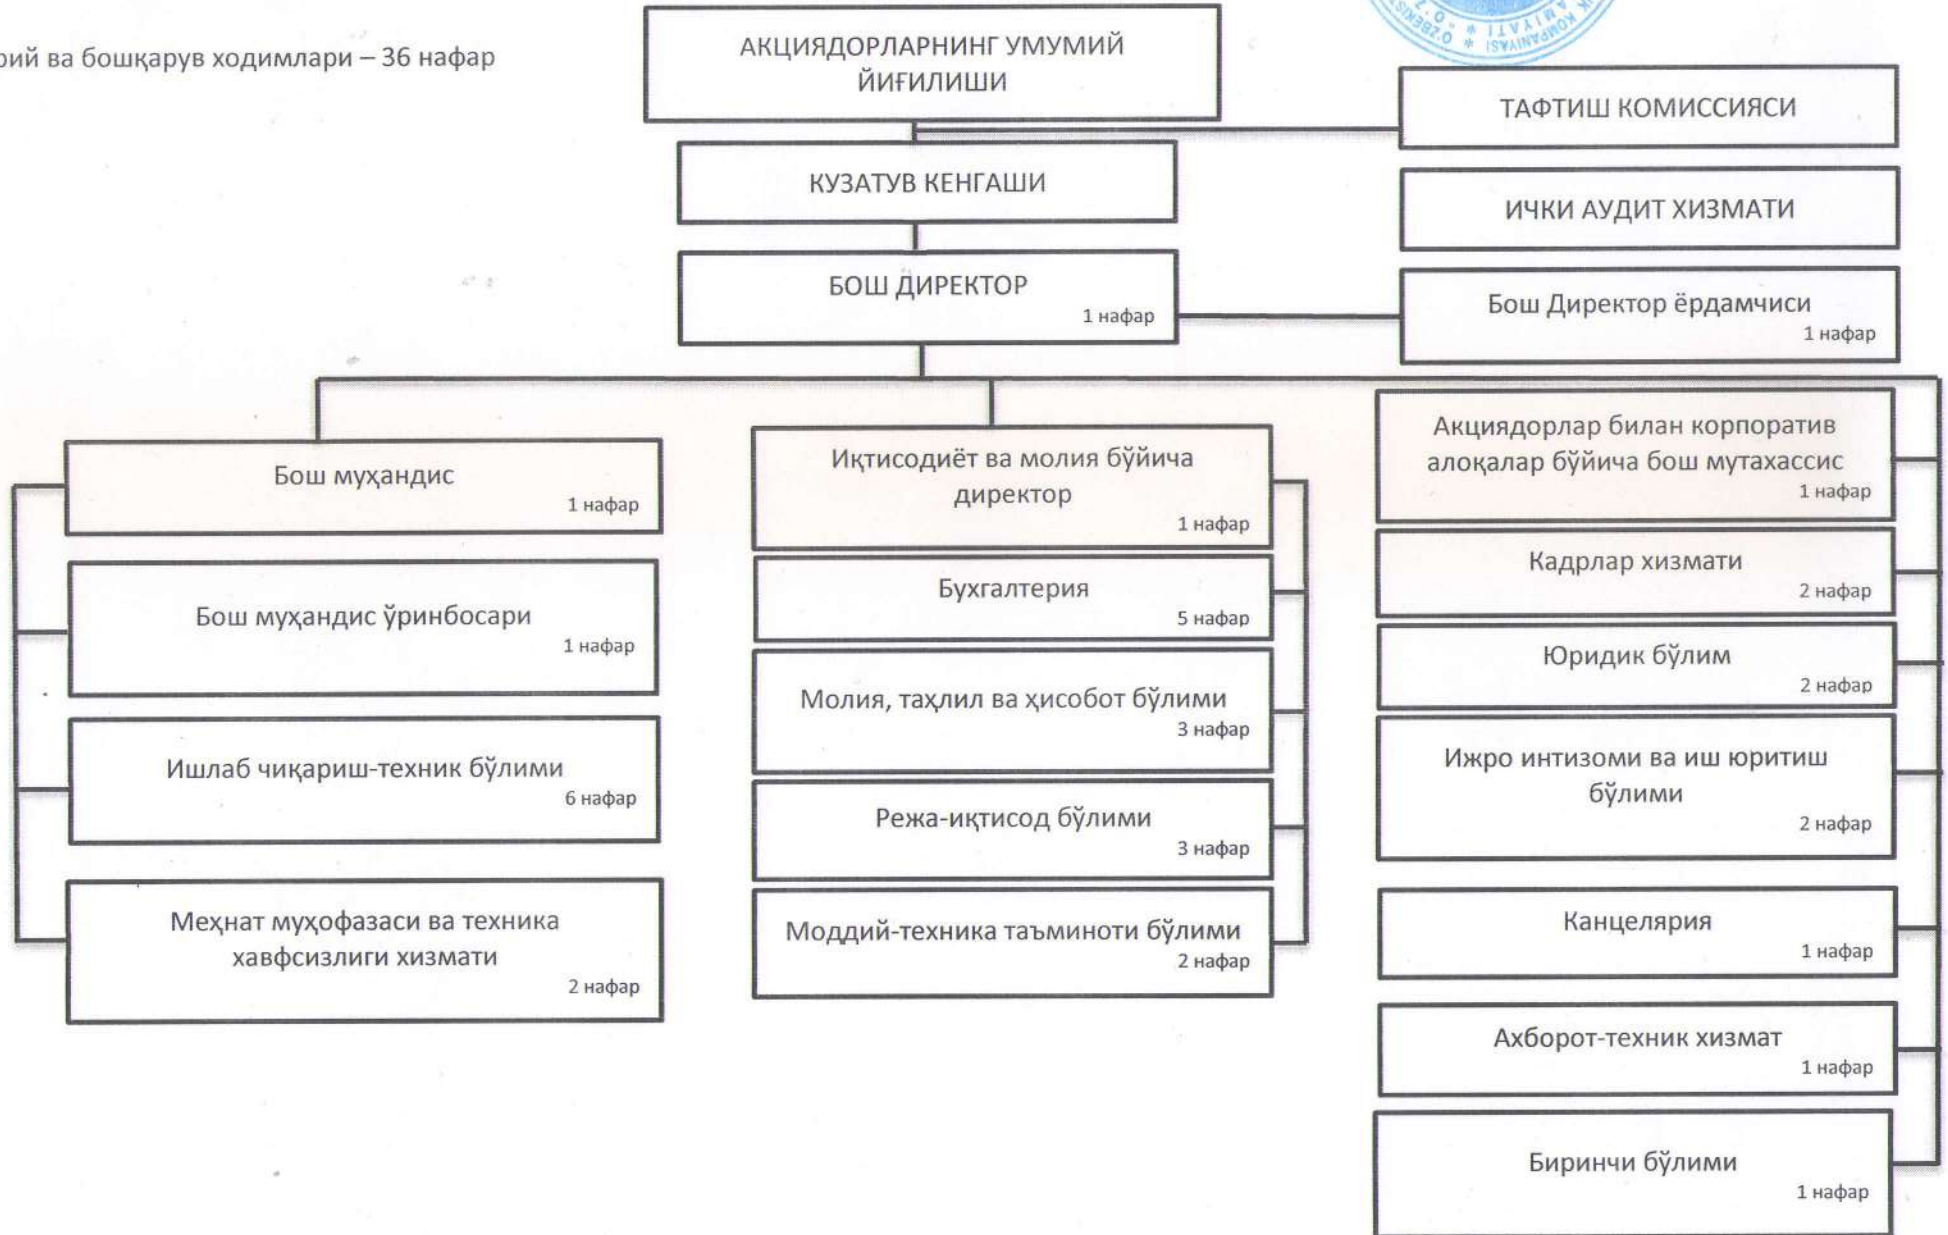 ва бошқарув ходимлари – 36 нафар
АКЦИЯДОРЛАРНИНГ УМУМИЙ
ЙИҒИЛИШИ
ТАФТИШ КОМИССИЯСИ
КУЗАТУВ КЕНГАШИ
ИЧКИ АУДИТ ХИЗМАТИ
БОШ ДИРЕКТОР
1 нафар
Бош Директор ёрдамчиси
1 нафар
Бош муҳандис
1 нафар
Бош муҳандис ўринбосари
1 нафар
Ишлаб чиқариш-техник бўлими
6 нафар
Меҳнат муҳофазаси ва техника
хавфсизлиги хизмати
2 нафар
Иқтисодиёт ва молия бўйича
директор
1 нафар
Бухгалтерия
5 нафар
Молия, таҳлил ва ҳисобот бўлими
3 нафар
Режа-иқтисод бўлими
3 нафар
Моддий-техника таъминоти бўлими
2 нафар
Акциядорлар билан корпоратив
алоқалар бўйича бош мутахассис
1 нафар
Кадрлар хизмати
2 нафар
Юридик бўлим
2 нафар
Ижро интизоми ва иш юритиш
бўлими
2 нафар
Канцелярия
1 нафар
Ахборот-техник хизмат
1 нафар
Биринчи бўлими
1 нафар